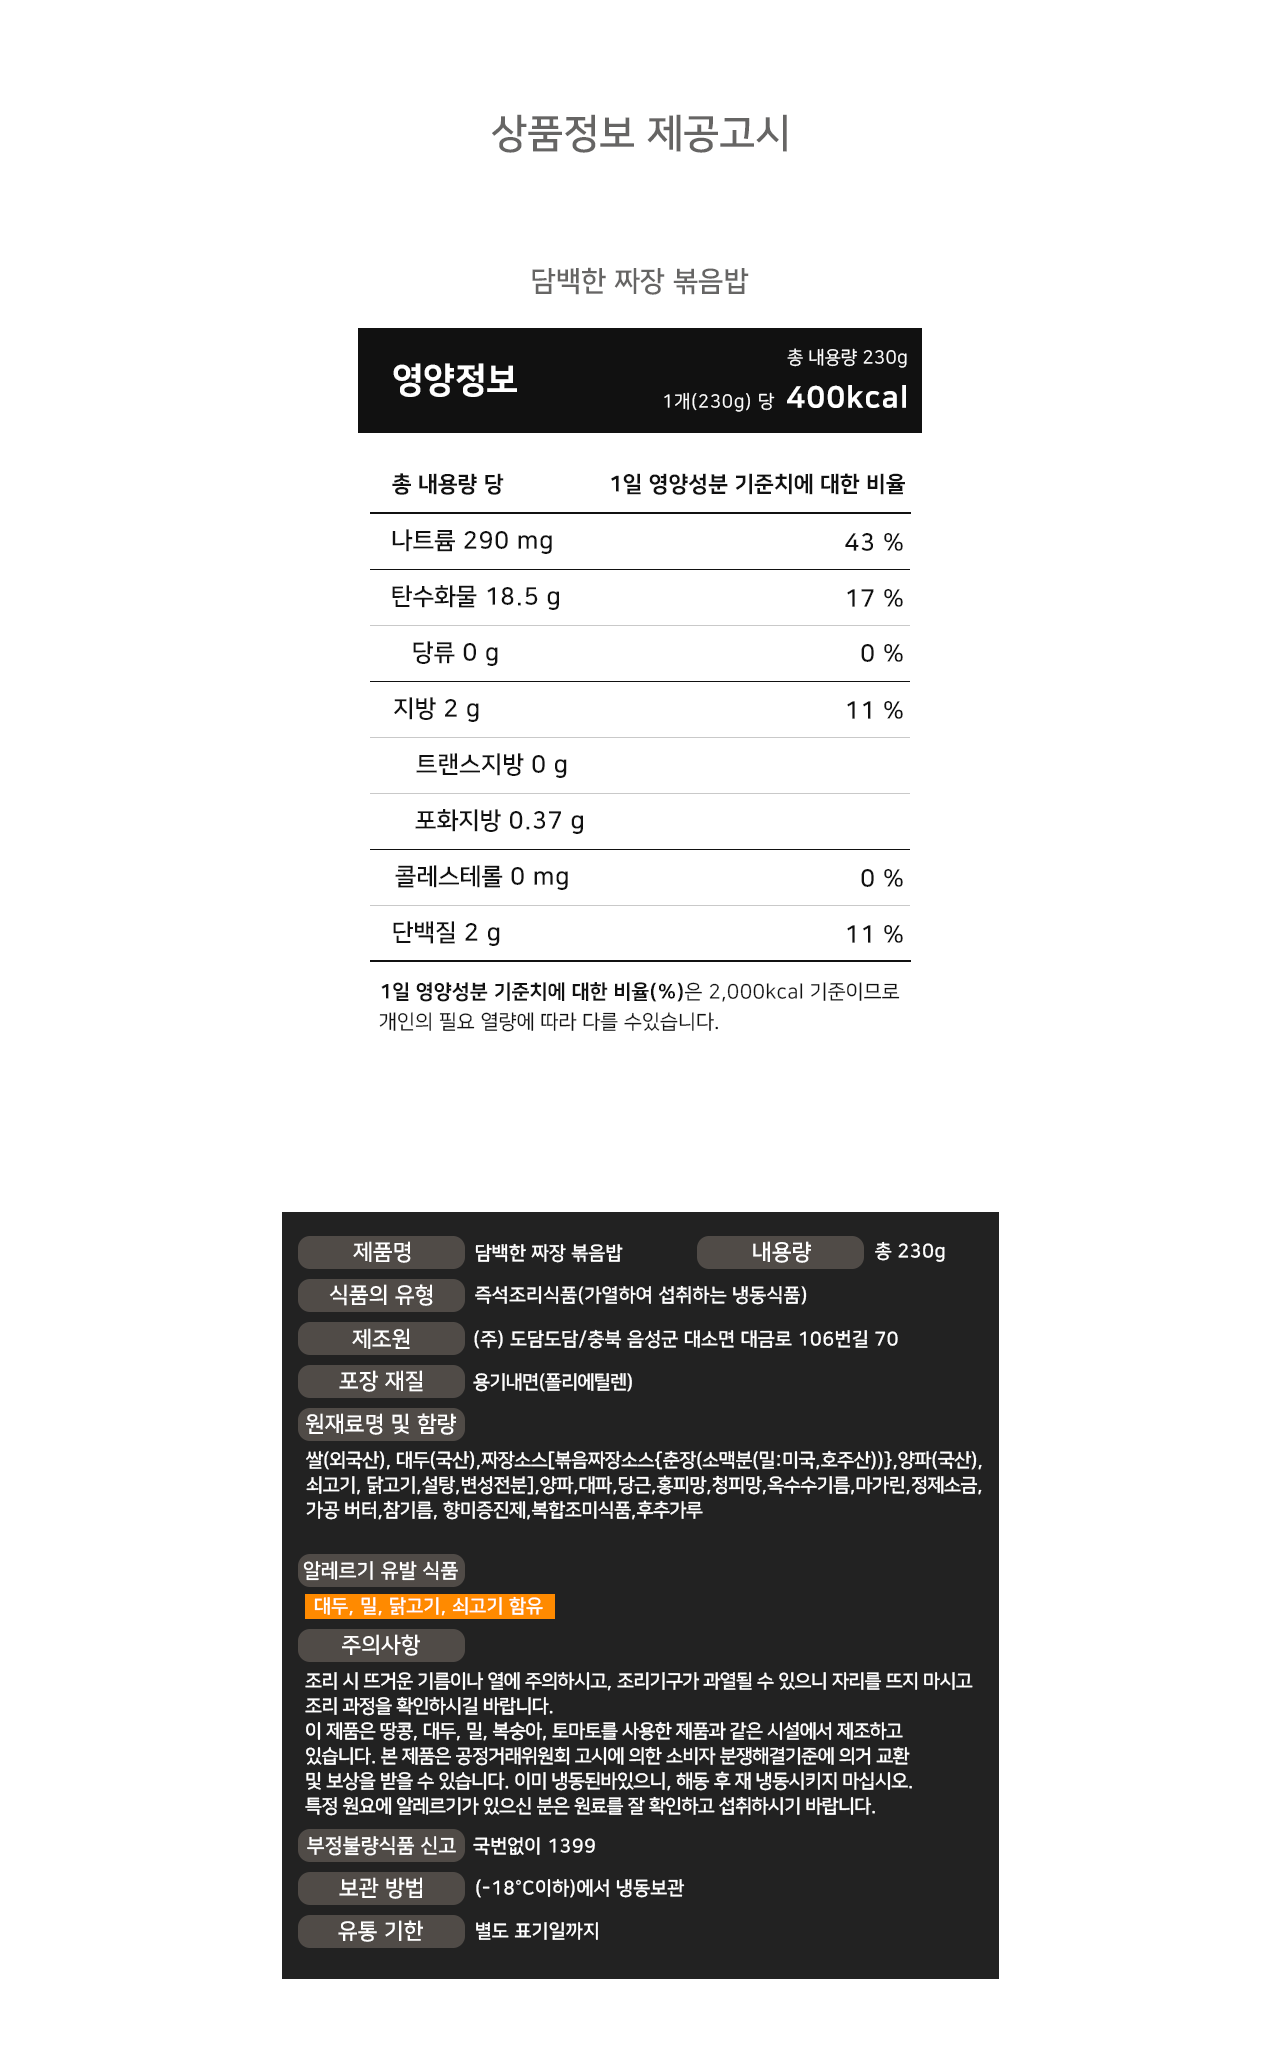 상품정보 제공고시
담백한 짜장 볶음밥
영양정보
총 내용량 230g
1개(230g) 당 400kcal
총 내용량 당 1일 영양성분 기준치에 대한 비율
나트륨 290 mg 43 %
탄수화물 18.5 g 17 %
당류 0 g 0 %
지방 2 g 11 %
트랜스지방 0 g
포화지방 0.37 g
콜레스테롤 0 mg 0 %
단백질 2 g 11 %
1일 영양성분 기준치에 대한 비율(%)은 2,000kcal 기준이므로
개인의 필요 열량에 따라 다를 수있습니다.
제품명 담백한 짜장 볶음밥 내용량 총 230g
식품의 유형 즉석조리식품(가열하여 섭취하는 냉동식품)
제조원 (주) 도담도담/충북 음성군 대소면 대금로 106번길 70
포장 재질 용기내면(폴리에틸렌)
원재료명 및 함량
쌀(외국산), 대두(국산),짜장소스[볶음짜장소스{춘장(소맥분(밀:미국,호주산))},양파(국산),
쇠고기, 닭고기,설탕,변성전분],양파,대파,당근,홍피망,청피망,옥수수기름,마가린,정제소금,
가공 버터,참기름, 향미증진제,복합조미식품,후추가루
알레르기 유발 식품
대두, 밀, 닭고기, 쇠고기 함유
주의사항
조리 시 뜨거운 기름이나 열에 주의하시고, 조리기구가 과열될 수 있으니 자리를 뜨지 마시고
조리 과정을 확인하시길 바랍니다.
이 제품은 땅콩, 대두, 밀, 복숭아, 토마토를 사용한 제품과 같은 시설에서 제조하고
있습니다. 본 제품은 공정거래위원회 고시에 의한 소비자 분쟁해결기준에 의거 교환
및 보상을 받을 수 있습니다. 이미 냉동된바있으니, 해동 후 재 냉동시키지 마십시오.
특정 원요에 알레르기가 있으신 분은 원료를 잘 확인하고 섭취하시기 바랍니다.
부정불량식품 신고 국번없이 1399
보관 방법 (-18°C이하)에서 냉동보관
유통 기한 별도 표기일까지